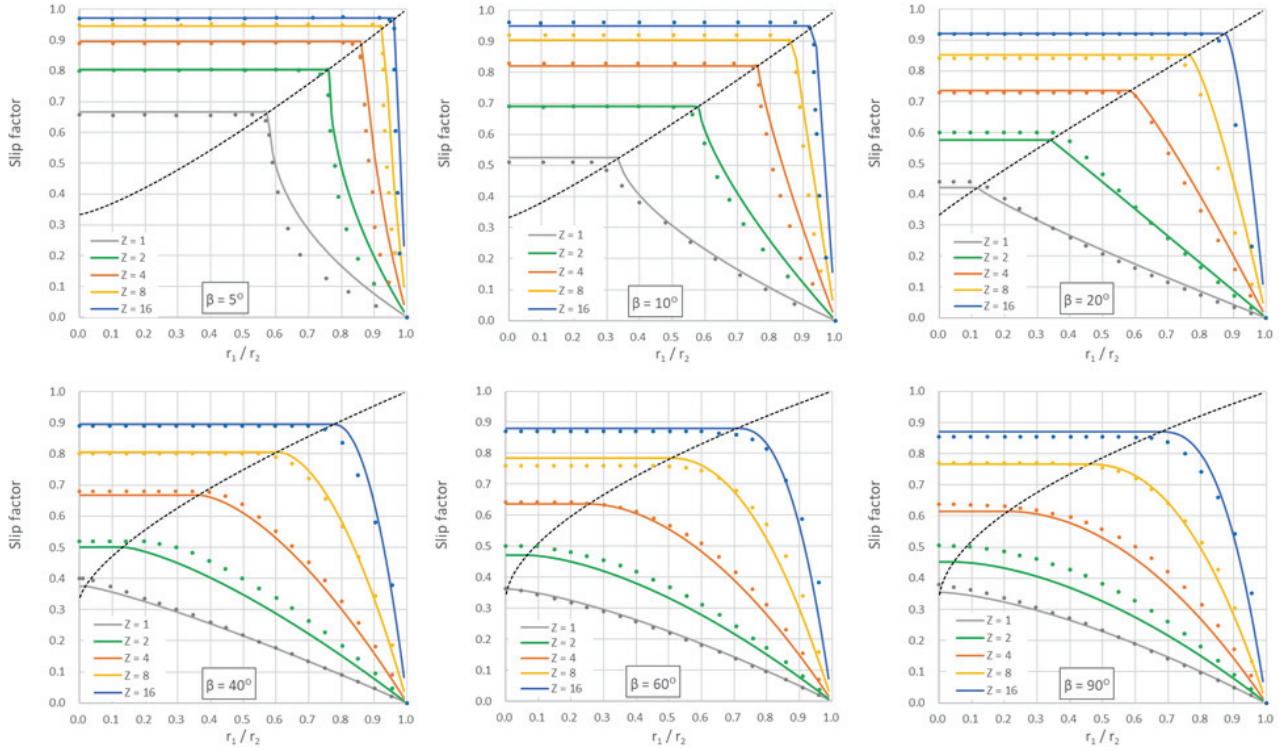 Slip factor
1.0
0.9
0.8
0.7
0.6
0.5
0.4
0.3
0.2
0.1
0.0
Z = 1
Z = 2
Z = 4
Z = 8
Z = 16
β = 5°
0.0 0.1 0.2 0.3 0.4 0.5 0.6 0.7 0.8 0.9 1.0
r₁ / r₂
Slip factor
1.0
0.9
0.8
0.7
0.6
0.5
0.4
0.3
0.2
0.1
0.0
Z = 1
Z = 2
Z = 4
Z = 8
Z = 16
β = 10°
0.0 0.1 0.2 0.3 0.4 0.5 0.6 0.7 0.8 0.9 1.0
r₁ / r₂
Slip factor
1.0
0.9
0.8
0.7
0.6
0.5
0.4
0.3
0.2
0.1
0.0
Z = 1
Z = 2
Z = 4
Z = 8
Z = 16
β = 20°
0.0 0.1 0.2 0.3 0.4 0.5 0.6 0.7 0.8 0.9 1.0
r₁ / r₂
Slip factor
1.0
0.9
0.8
0.7
0.6
0.5
0.4
0.3
0.2
0.1
0.0
Z = 1
Z = 2
Z = 4
Z = 8
Z = 16
β = 40°
0.0 0.1 0.2 0.3 0.4 0.5 0.6 0.7 0.8 0.9 1.0
r₁ / r₂
Slip factor
1.0
0.9
0.8
0.7
0.6
0.5
0.4
0.3
0.2
0.1
0.0
Z = 1
Z = 2
Z = 4
Z = 8
Z = 16
β = 60°
0.0 0.1 0.2 0.3 0.4 0.5 0.6 0.7 0.8 0.9 1.0
r₁ / r₂
Slip factor
1.0
0.9
0.8
0.7
0.6
0.5
0.4
0.3
0.2
0.1
0.0
Z = 1
Z = 2
Z = 4
Z = 8
Z = 16
β = 90°
0.0 0.1 0.2 0.3 0.4 0.5 0.6 0.7 0.8 0.9 1.0
r₁ / r₂